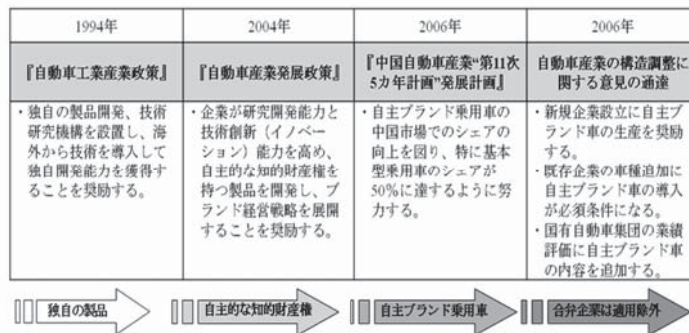 1994年
2004年
2006年
2006年
『自動車工業産業政策』
『自動車産業発展政策』
『中国自動車産業“第11次
5カ年計画”発展計画』
自動車産業の構造調整に
関する意見の通達
・独自の製品開発、技術
研究機構を設置し、海
外から技術を導入して
独自開発能力を獲得す
ることを奨励する。
・企業が研究開発能力と
技術創新（イノベー
ション）能力を高め、
自主的な知的財産権を
持つ製品を開発し、ブ
ランド経営戦略を展開
することを奨励する。
・自主ブランド乗用車の
中国市場でのシェアの
向上を図り、特に基本
型乗用車のシェアが
50％に達するように努
力する。
・新規企業設立に自主ブ
ランド車の生産を奨励
する。
・既存企業の車種追加に
自主ブランド車の導入
が必須条件になる。
・国有自動車集団の業績
評価に自主ブランド車
の内容を追加する。
独自の製品
自主的な知的財産権
自主ブランド乗用車
合弁企業は適用除外